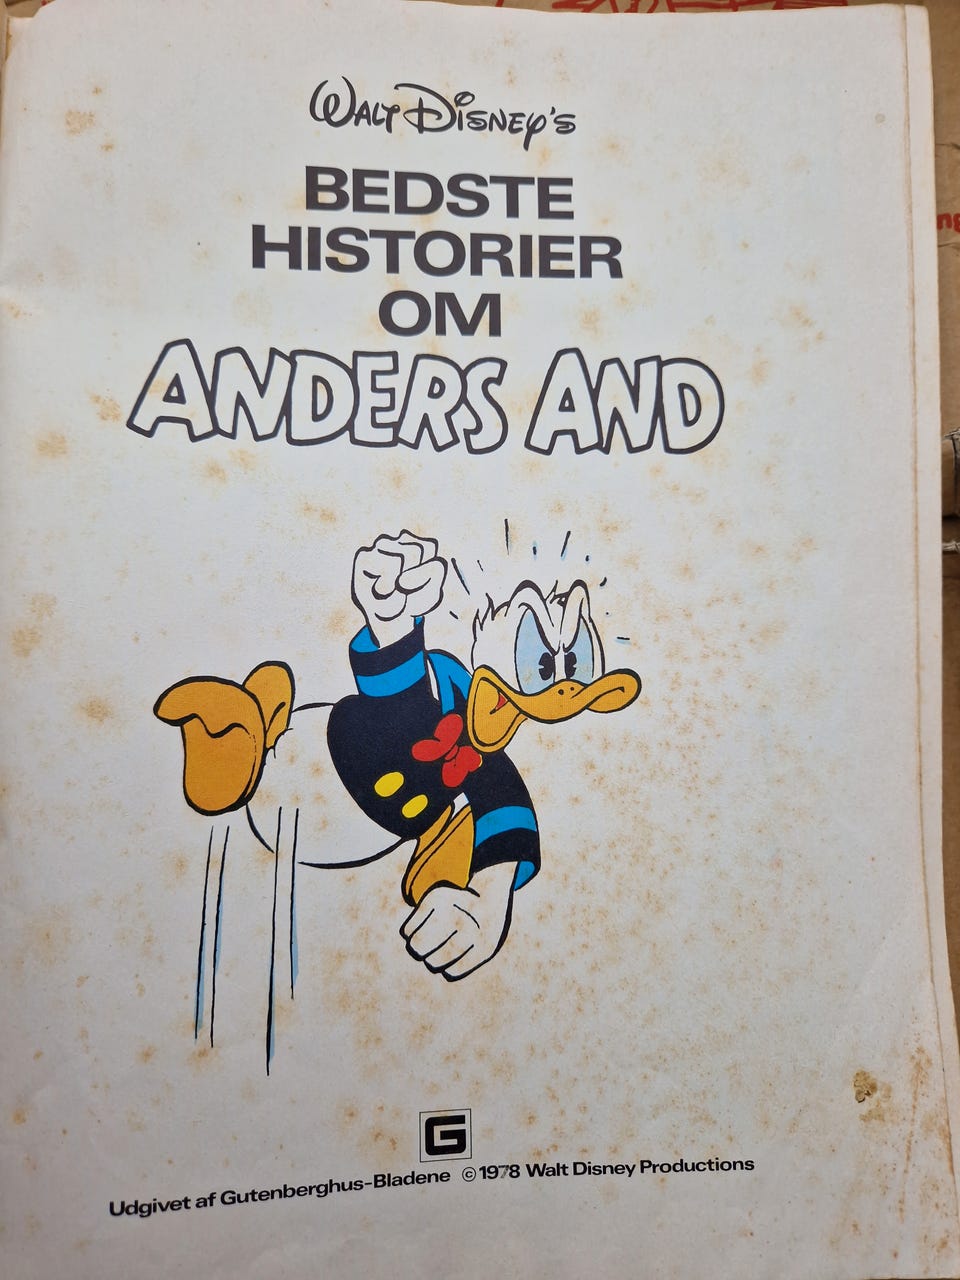 Walt Disney's
BEDSTE
HISTORIER
OM
ANDERS AND
G
Udgivet af Gutenberghus-Bladene © 1978 Walt Disney Productions